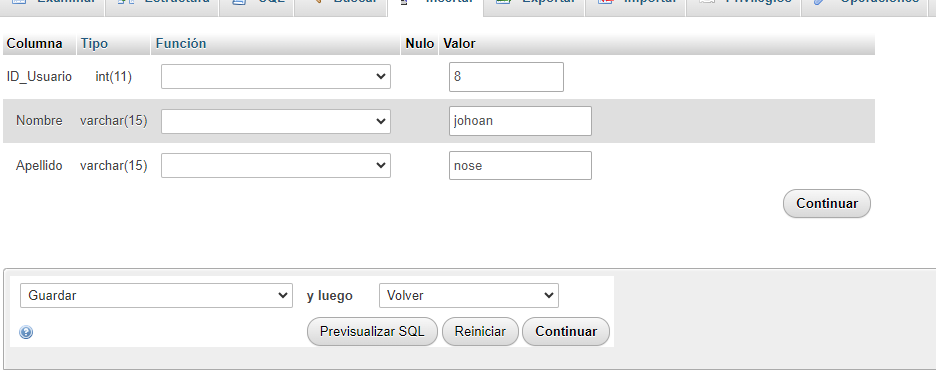 Examinar Estructura SQL Buscar Insertar Exportar Importar Privilegios Operaciones
Columna Tipo Función Nulo Valor
ID_Usuario int(11) 8
Nombre varchar(15) johoan
Apellido varchar(15) nose
Continuar
Guardar y luego Volver
Previsualizar SQL Reiniciar Continuar